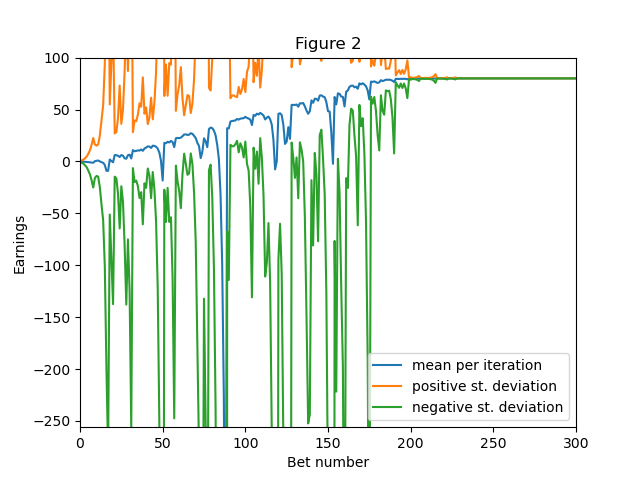 Figure 2
100
50
0
−50
−100
−150
−200
−250
Earnings
mean per iteration
positive st. deviation
negative st. deviation
0 50 100 150 200 250 300
Bet number